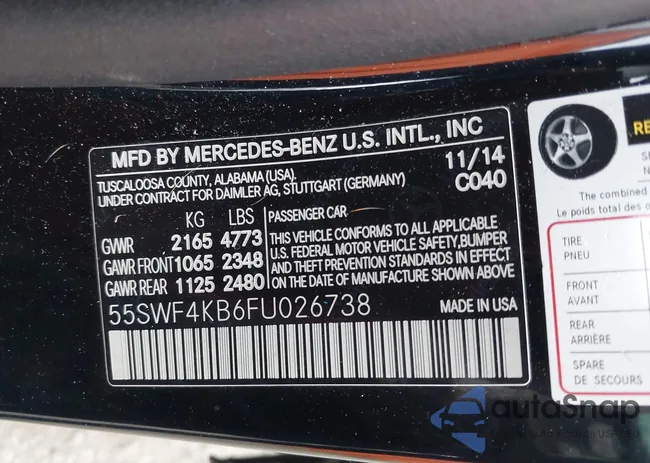 MFD BY MERCEDES-BENZ U.S. INTL., INC
TUSCALOOSA COUNTY, ALABAMA (USA). 11/14
UNDER CONTRACT FOR DAIMLER AG, STUTTGART (GERMANY) C040
KG LBS PASSENGER CAR
GVWR 2165 4773
GAWR FRONT 1065 2348
GAWR REAR 1125 2480
THIS VEHICLE CONFORMS TO ALL APPLICABLE
U.S. FEDERAL MOTOR VEHICLE SAFETY, BUMPER
AND THEFT PREVENTION STANDARDS IN EFFECT
ON THE DATE OF MANUFACTURE SHOWN ABOVE.
55SWF4KB6FU026738 MADE IN USA
The combined
Le poids total des
TIRE
PNEU
FRONT
AVANT
REAR
ARRIÈRE
SPARE
DE SECOURS
autoSnap